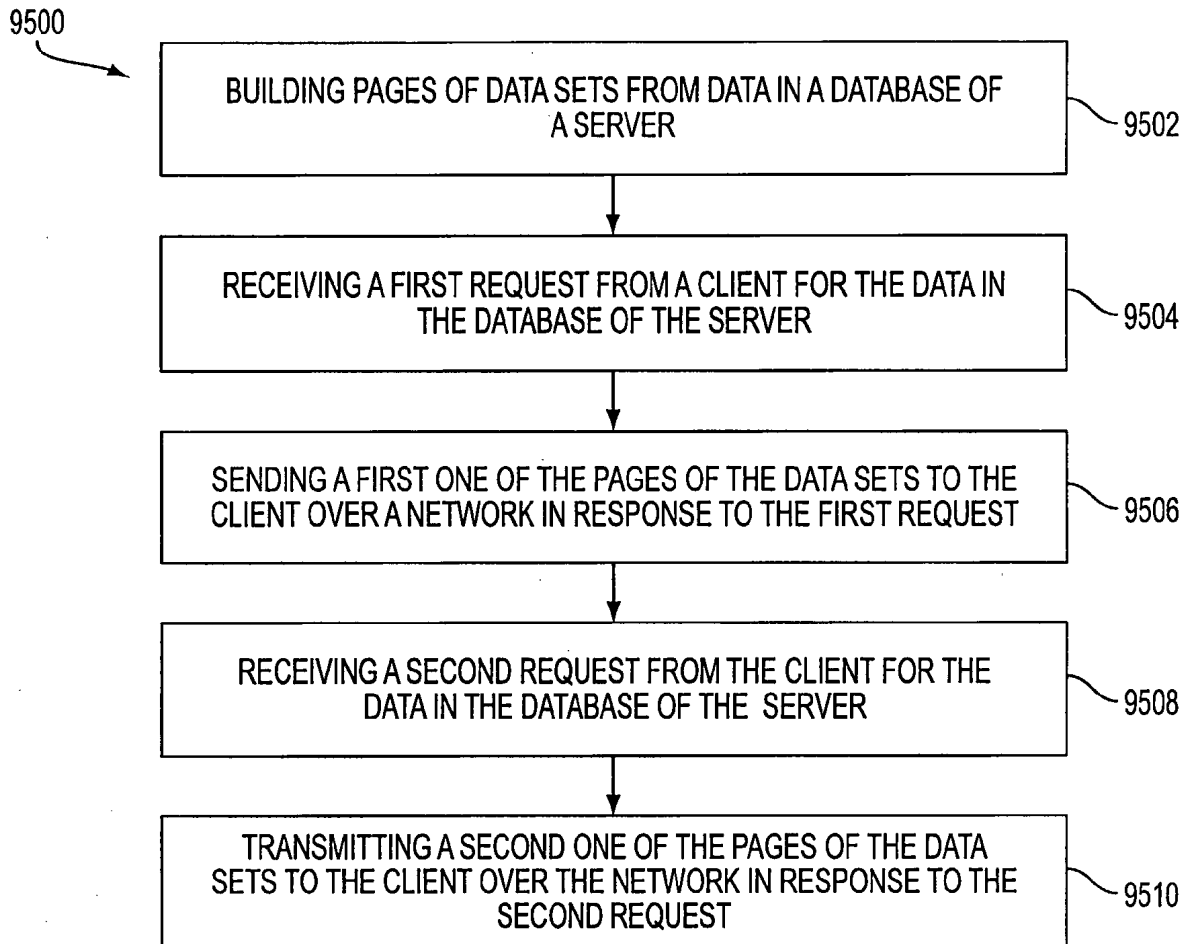 9500
BUILDING PAGES OF DATA SETS FROM DATA IN A DATABASE OF
A SERVER
9502
RECEIVING A FIRST REQUEST FROM A CLIENT FOR THE DATA IN
THE DATABASE OF THE SERVER
9504
SENDING A FIRST ONE OF THE PAGES OF THE DATA SETS TO THE
CLIENT OVER A NETWORK IN RESPONSE TO THE FIRST REQUEST
9506
RECEIVING A SECOND REQUEST FROM THE CLIENT FOR THE
DATA IN THE DATABASE OF THE SERVER
9508
TRANSMITTING A SECOND ONE OF THE PAGES OF THE DATA
SETS TO THE CLIENT OVER THE NETWORK IN RESPONSE TO THE
SECOND REQUEST
9510